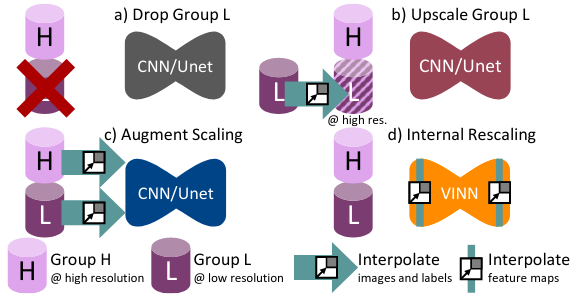 a) Drop Group L
H
L
CNN/Unet
b) Upscale Group L
H
L
L
@ high res.
CNN/Unet
c) Augment Scaling
H
L
CNN/Unet
d) Internal Rescaling
H
L
VINN
H
Group H
@ high resolution
L
Group L
@ low resolution
Interpolate
images and labels
Interpolate
feature maps